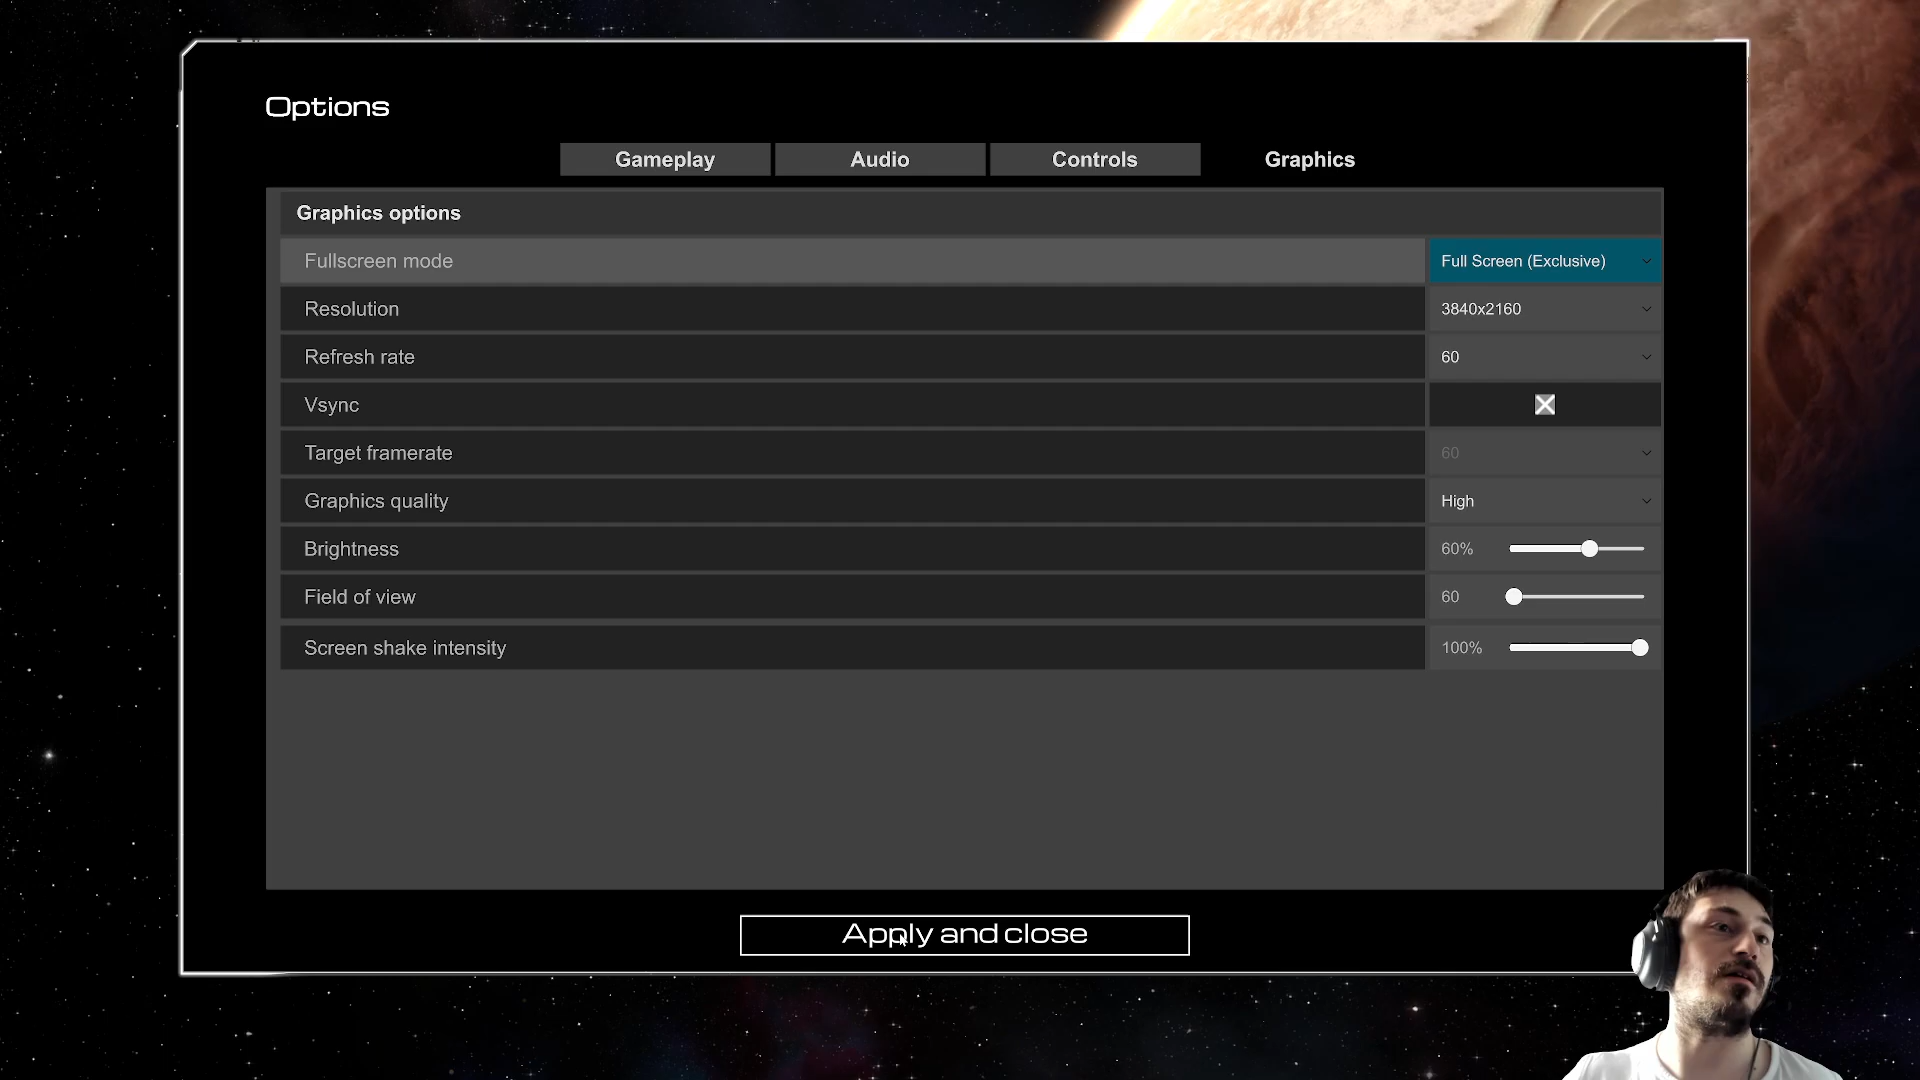 Options
Gameplay Audio Controls Graphics
Graphics options
Fullscreen mode Full Screen (Exclusive)
Resolution 3840x2160
Refresh rate 60
Vsync
Target framerate 60
Graphics quality High
Brightness 60%
Field of view 60
Screen shake intensity 100%
Apply and close